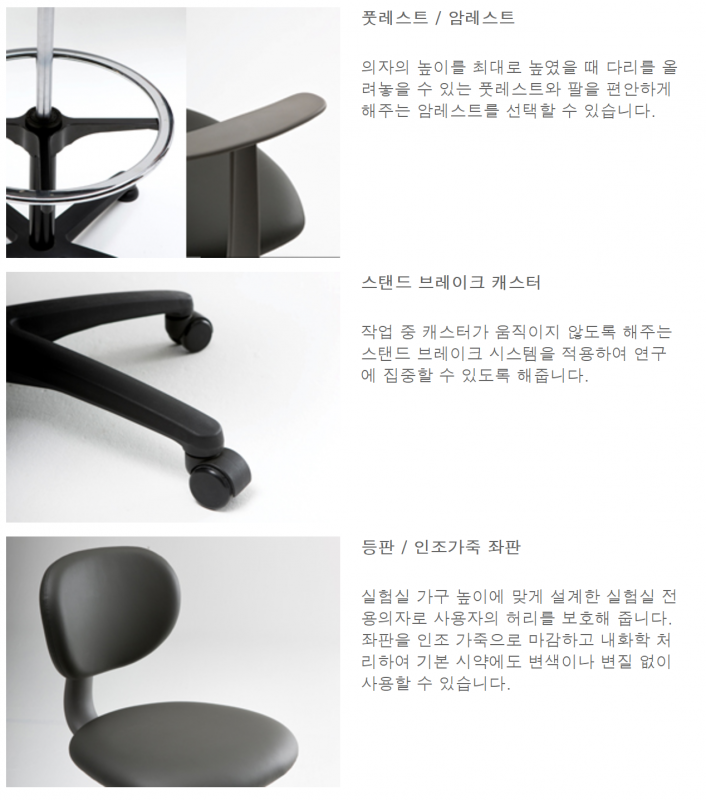 풋레스트 / 암레스트
의자의 높이를 최대로 높였을 때 다리를 올
려놓을 수 있는 풋레스트와 팔을 편안하게
해주는 암레스트를 선택할 수 있습니다.
스탠드 브레이크 캐스터
작업 중 캐스터가 움직이지 않도록 해주는
스탠드 브레이크 시스템을 적용하여 연구
에 집중할 수 있도록 해줍니다.
등판 / 인조가죽 좌판
실험실 가구 높이에 맞게 설계한 실험실 전
용의자로 사용자의 허리를 보호해 줍니다.
좌판을 인조 가죽으로 마감하고 내화학 처
리하여 기본 시약에도 변색이나 변질 없이
사용할 수 있습니다.